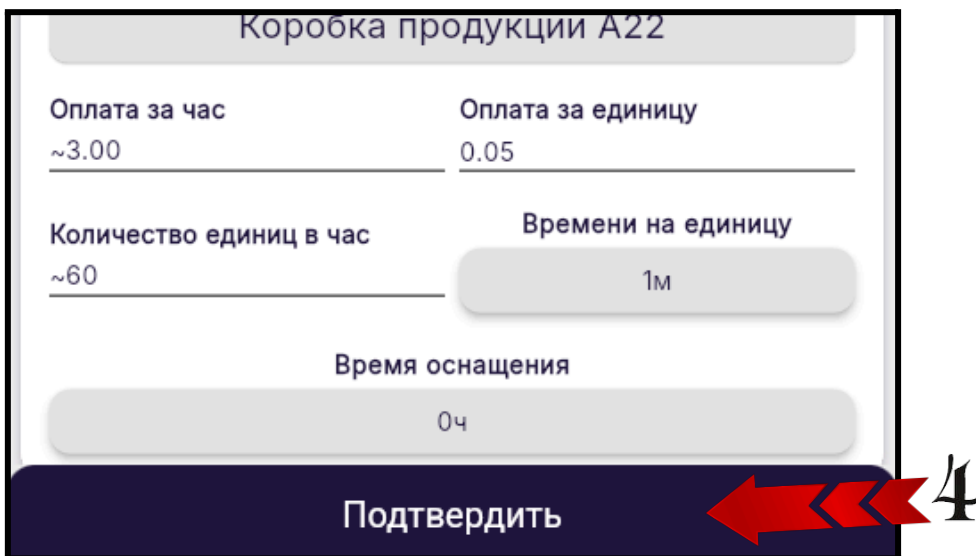 Коробка продукции А22
Оплата за час
Оплата за единицу
~3.00
0.05
Количество единиц в час
Времени на единицу
~60
1м
Время оснащения
0ч
Подтвердить
4